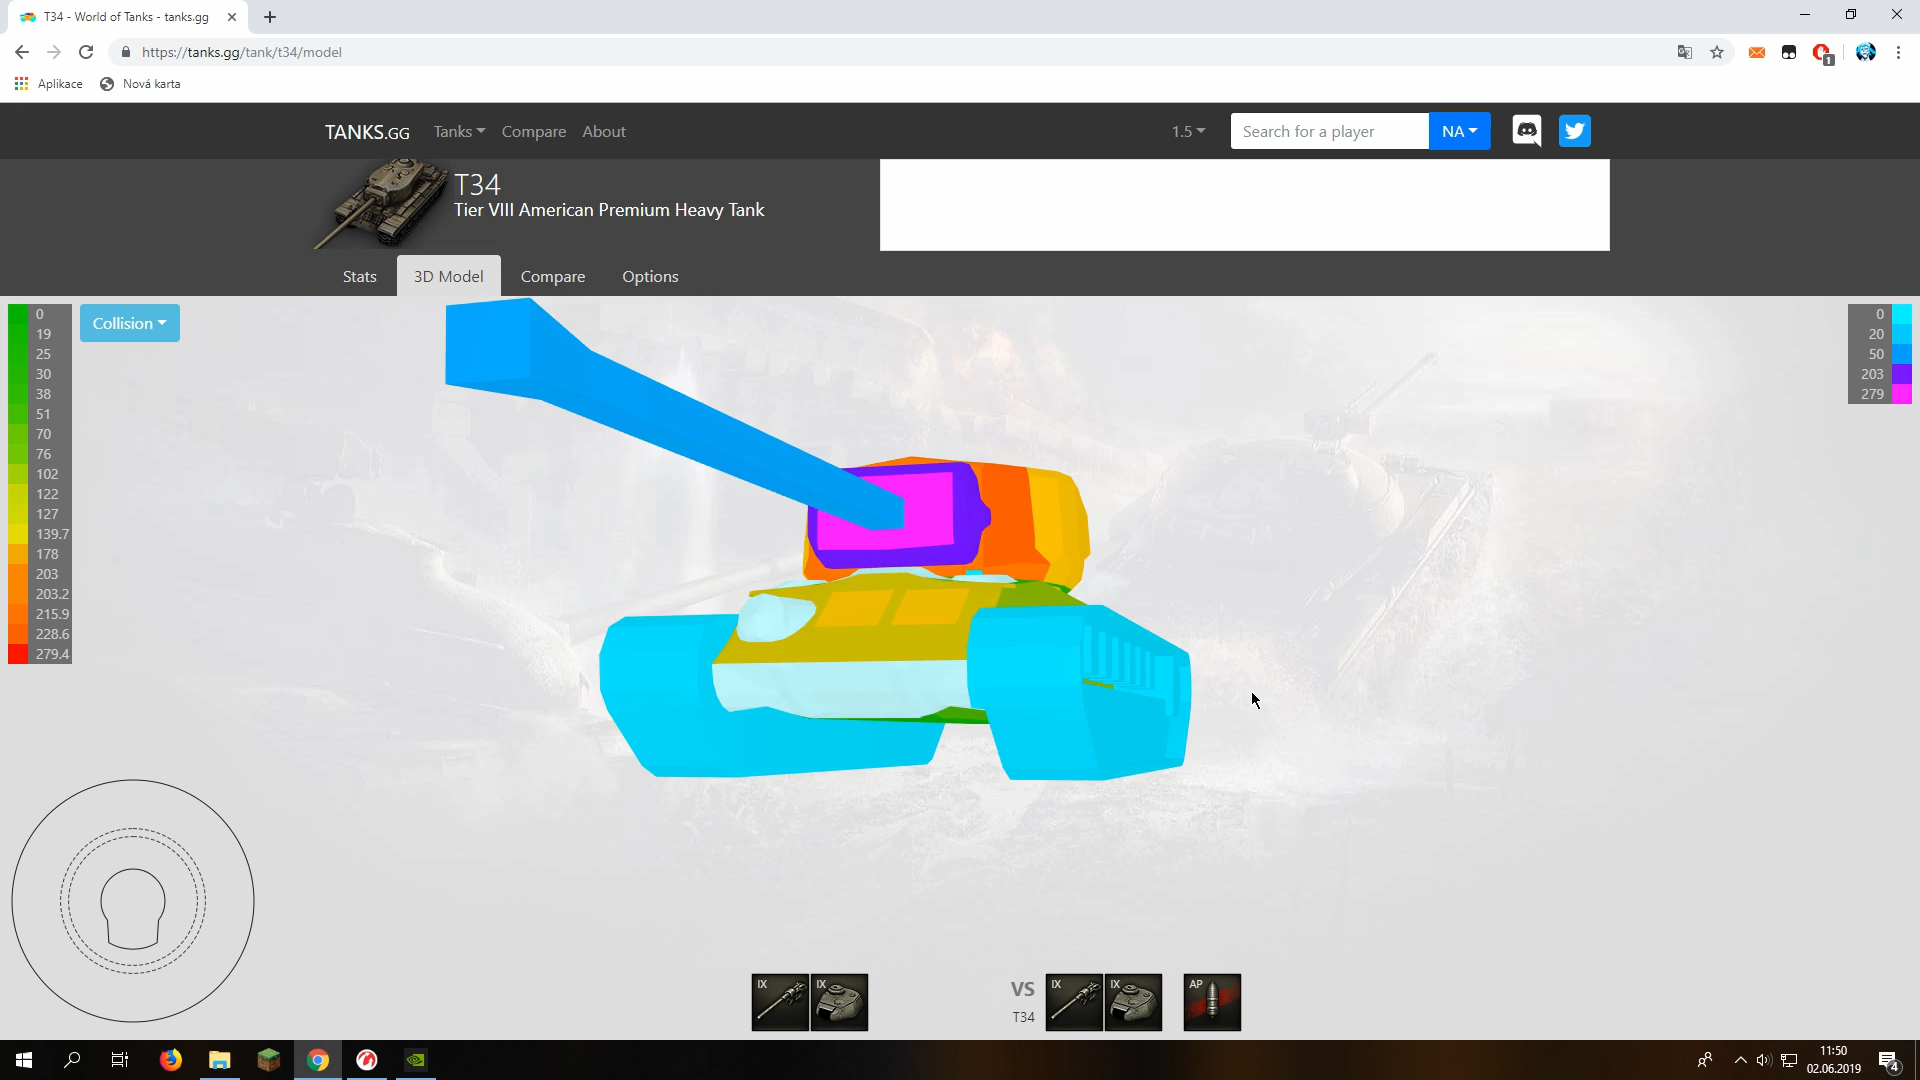 T34 - World of Tanks - tanks.gg
https://tanks.gg/tank/t34/model
1
Aplikace
Nová karta
TANKS.GG
Tanks
Compare
About
1.5
Search for a player
NA
T34
Tier VIII American Premium Heavy Tank
Stats
3D Model
Compare
Options
0
19
25
30
38
51
70
76
102
122
127
139.7
178
203
203.2
215.9
228.6
279.4
Collision
0
20
50
203
279
IX
IX
VS
T34
IX
IX
AP
11:50
02.06.2019
4